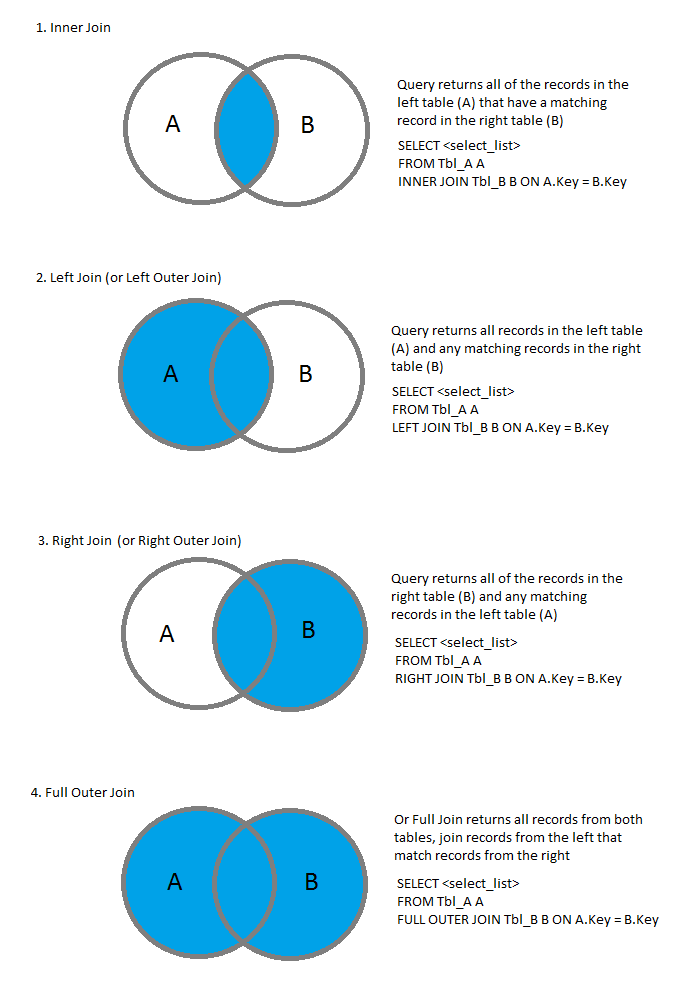 1. Inner Join
A
B
Query returns all of the records in the
left table (A) that have a matching
record in the right table (B)
SELECT <select_list>
FROM Tbl_A A
INNER JOIN Tbl_B B ON A.Key = B.Key
2. Left Join (or Left Outer Join)
A
B
Query returns all records in the left table
(A) and any matching records in the right
table (B)
SELECT <select_list>
FROM Tbl_A A
LEFT JOIN Tbl_B B ON A.Key = B.Key
3. Right Join (or Right Outer Join)
A
B
Query returns all of the records in the
right table (B) and any matching
records in the left table (A)
SELECT <select_list>
FROM Tbl_A A
RIGHT JOIN Tbl_B B ON A.Key = B.Key
4. Full Outer Join
A
B
Or Full Join returns all records from both
tables, join records from the left that
match records from the right
SELECT <select_list>
FROM Tbl_A A
FULL OUTER JOIN Tbl_B B ON A.Key = B.Key